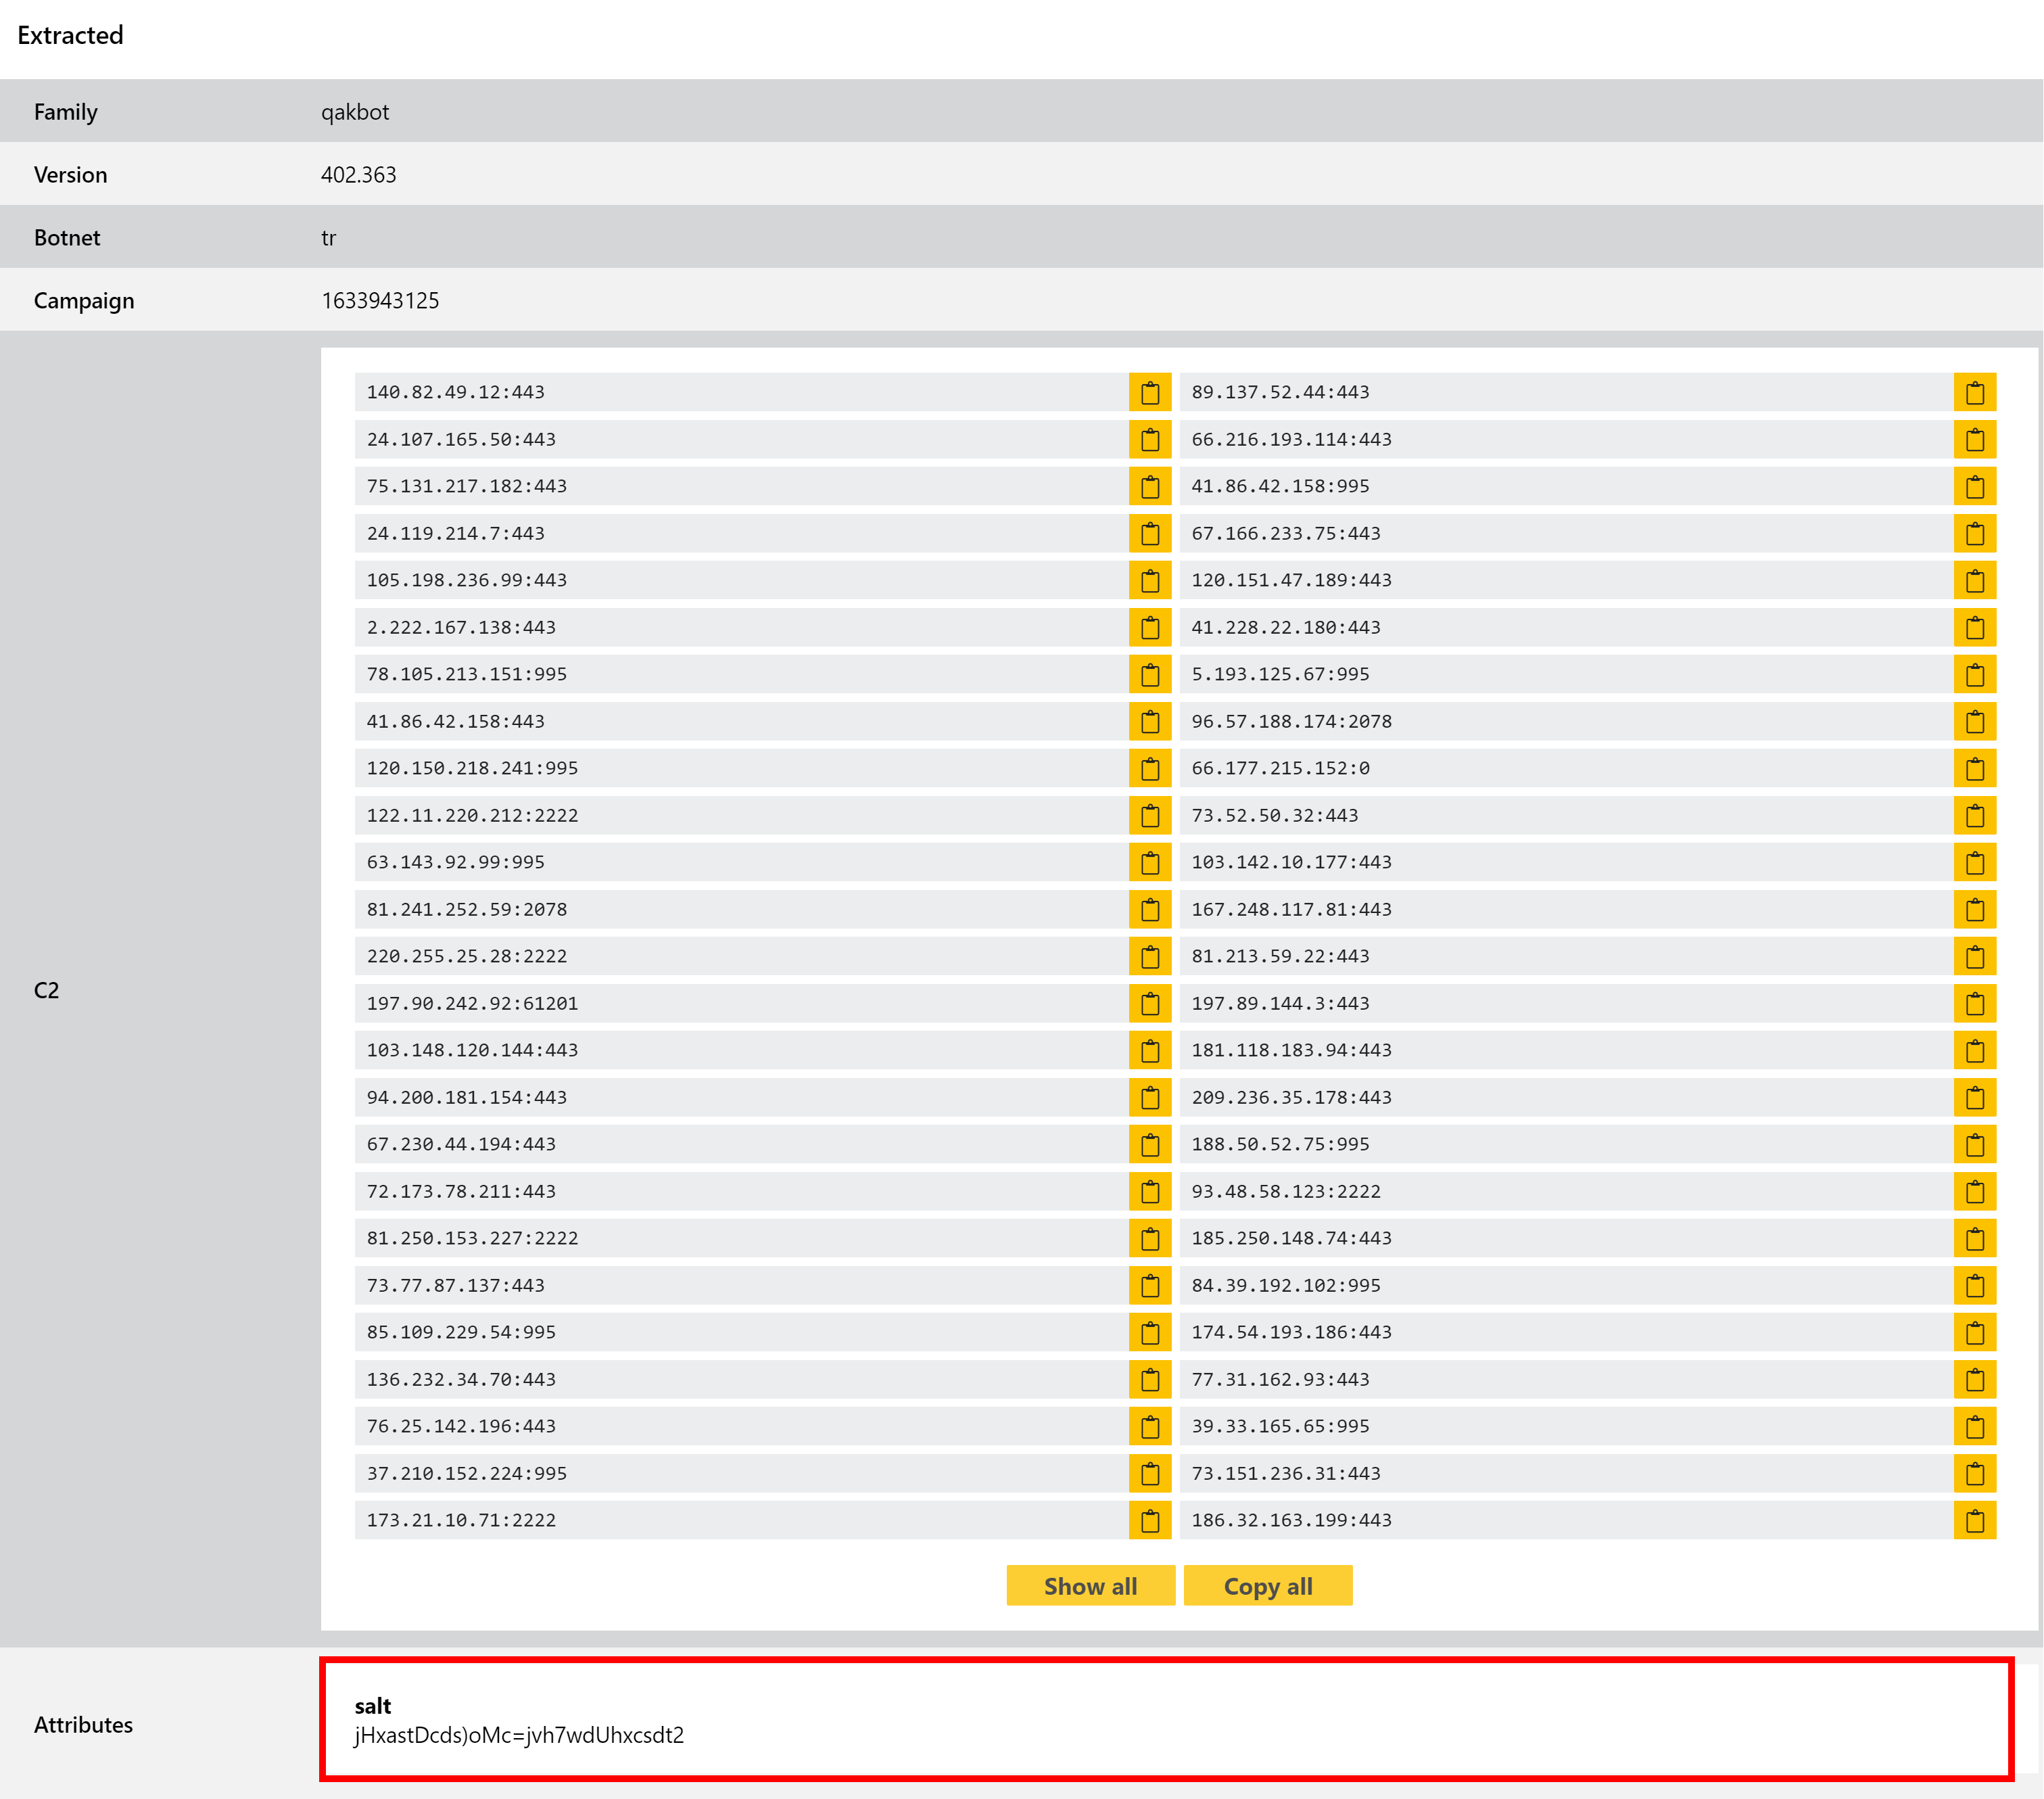 Extracted
Family qakbot
Version 402.363
Botnet tr
Campaign 1633943125
C2
140.82.49.12:443 89.137.52.44:443
24.107.165.50:443 66.216.193.114:443
75.131.217.182:443 41.86.42.158:995
24.119.214.7:443 67.166.233.75:443
105.198.236.99:443 120.151.47.189:443
2.222.167.138:443 41.228.22.180:443
78.105.213.151:995 5.193.125.67:995
41.86.42.158:443 96.57.188.174:2078
120.150.218.241:995 66.177.215.152:0
122.11.220.212:2222 73.52.50.32:443
63.143.92.99:995 103.142.10.177:443
81.241.252.59:2078 167.248.117.81:443
220.255.25.28:2222 81.213.59.22:443
197.90.242.92:61201 197.89.144.3:443
103.148.120.144:443 181.118.183.94:443
94.200.181.154:443 209.236.35.178:443
67.230.44.194:443 188.50.52.75:995
72.173.78.211:443 93.48.58.123:2222
81.250.153.227:2222 185.250.148.74:443
73.77.87.137:443 84.39.192.102:995
85.109.229.54:995 174.54.193.186:443
136.232.34.70:443 77.31.162.93:443
76.25.142.196:443 39.33.165.65:995
37.210.152.224:995 73.151.236.31:443
173.21.10.71:2222 186.32.163.199:443
Show all Copy all
Attributes
salt
jHxastDcds)oMc=jvh7wdUhxcsdt2